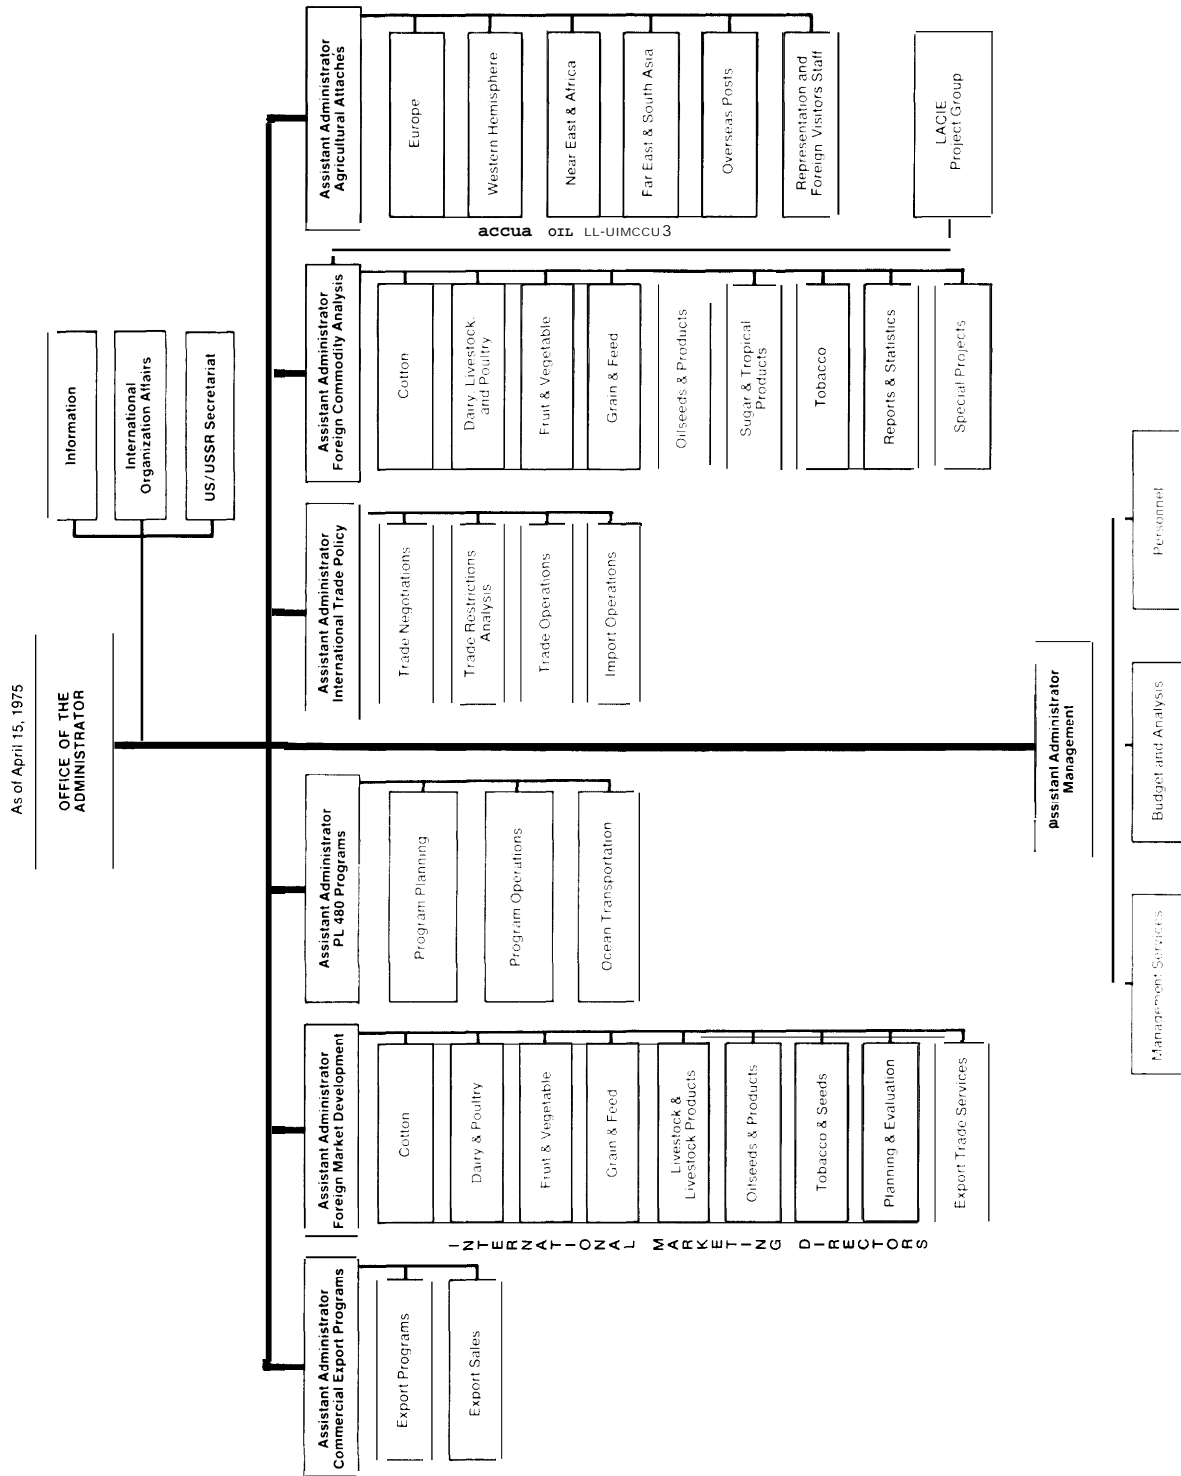 As of April 15, 1975
OFFICE OF THE
ADMINISTRATOR
Information
International
Organization Affairs
US/USSR Secretariat
Assistant Administrator
Commercial Export Programs
Export Programs
Export Sales
Assistant Administrator
Foreign Market Development
Cotton
Dairy & Poultry
Fruit & Vegetable
Grain & Feed
Livestock &
Livestock Products
Oilseeds & Products
Tobacco & Seeds
Planning & Evaluation
Export Trade Services
INTERNATIONAL MARKETING DIRECTORS
Assistant Administrator
PL 480 Programs
Program Planning
Program Operations
Ocean Transportation
Assistant Administrator
International Trade Policy
Trade Negotiations
Trade Restrictions
Analysis
Trade Operations
Import Operations
Assistant Administrator
Foreign Commodity Analysis
Cotton
Dairy, Livestock,
and Poultry
Fruit & Vegetable
Grain & Feed
Oilseeds & Products
Sugar & Tropical
Products
Tobacco
Reports & Statistics
Special Projects
accua OIL LL-UIMCCU3
Assistant Administrator
Agricultural Attachés
Europe
Western Hemisphere
Near East & Africa
Far East & South Asia
Overseas Posts
Representation and
Foreign Visitors Staff
LACIE
Project Group
Assistant Administrator
Management
Management Services
Budget and Analysis
Personnel